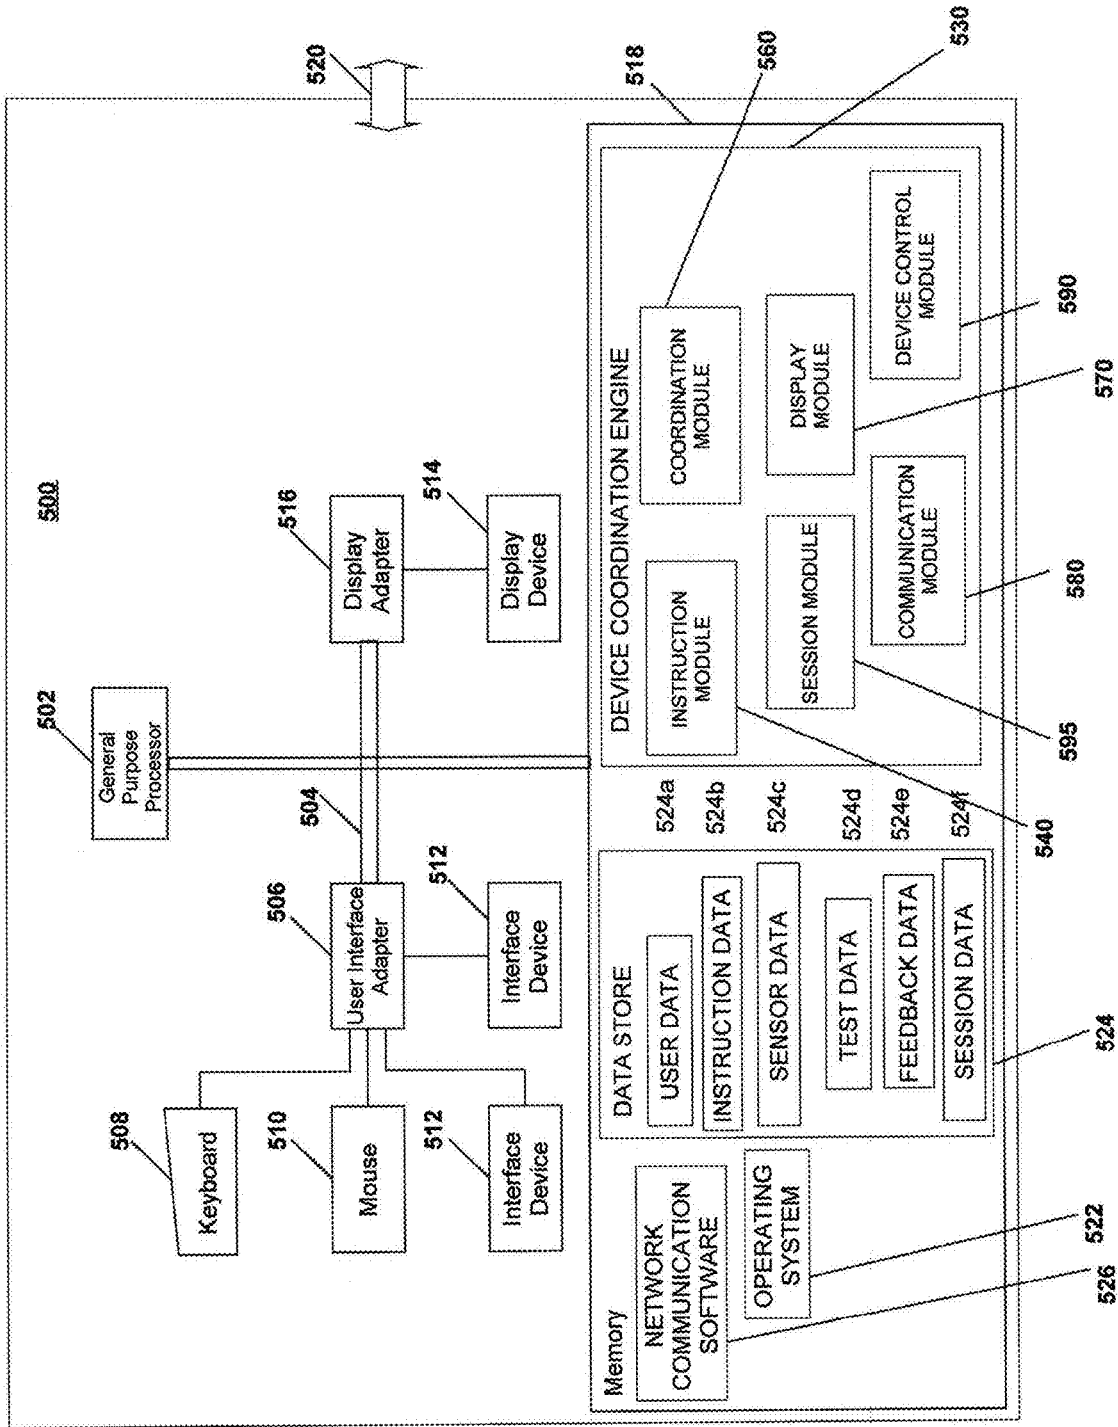 500
502
General
Purpose
Processor
520
504
506
User Interface
Adapter
516
Display
Adapter
508
Keyboard
510
Mouse
512
Interface
Device
512
Interface
Device
514
Display
Device
518
Memory
NETWORK
COMMUNICATION
SOFTWARE
OPERATING
SYSTEM
522
526
DATA STORE
USER DATA
INSTRUCTION DATA
SENSOR DATA
TEST DATA
FEEDBACK DATA
SESSION DATA
524
524a
524b
524c
524d
524e
524f
540
530
DEVICE COORDINATION ENGINE
INSTRUCTION
MODULE
COORDINATION
MODULE
560
SESSION MODULE
DISPLAY
MODULE
COMMUNICATION
MODULE
DEVICE CONTROL
MODULE
595
580
570
590